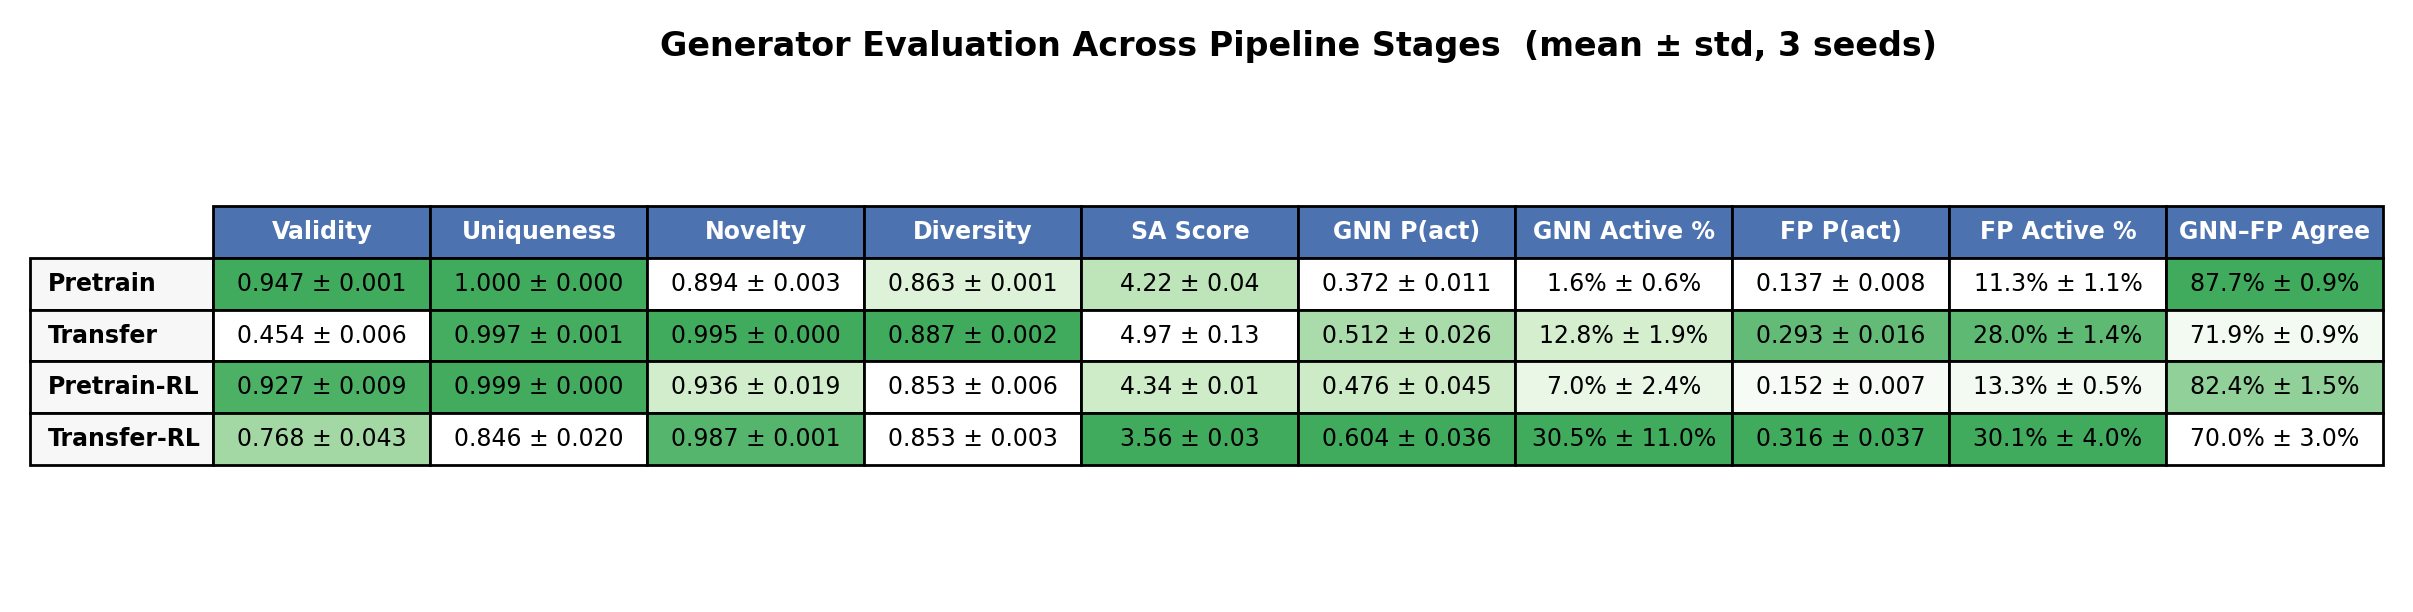 Generator Evaluation Across Pipeline Stages  (mean ± std, 3 seeds)
Validity Uniqueness Novelty Diversity SA Score GNN P(act) GNN Active % FP P(act) FP Active % GNN–FP Agree
Pretrain 0.947 ± 0.001 1.000 ± 0.000 0.894 ± 0.003 0.863 ± 0.001 4.22 ± 0.04 0.372 ± 0.011 1.6% ± 0.6% 0.137 ± 0.008 11.3% ± 1.1% 87.7% ± 0.9%
Transfer 0.454 ± 0.006 0.997 ± 0.001 0.995 ± 0.000 0.887 ± 0.002 4.97 ± 0.13 0.512 ± 0.026 12.8% ± 1.9% 0.293 ± 0.016 28.0% ± 1.4% 71.9% ± 0.9%
Pretrain-RL 0.927 ± 0.009 0.999 ± 0.000 0.936 ± 0.019 0.853 ± 0.006 4.34 ± 0.01 0.476 ± 0.045 7.0% ± 2.4% 0.152 ± 0.007 13.3% ± 0.5% 82.4% ± 1.5%
Transfer-RL 0.768 ± 0.043 0.846 ± 0.020 0.987 ± 0.001 0.853 ± 0.003 3.56 ± 0.03 0.604 ± 0.036 30.5% ± 11.0% 0.316 ± 0.037 30.1% ± 4.0% 70.0% ± 3.0%